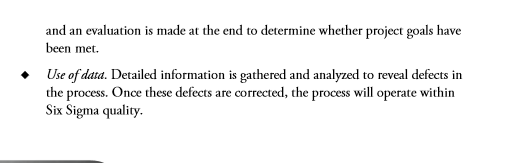 and an evaluation is made at the end to determine whether project goals have
been met.
◆ Use of data. Detailed information is gathered and analyzed to reveal defects in
the process. Once these defects are corrected, the process will operate within
Six Sigma quality.